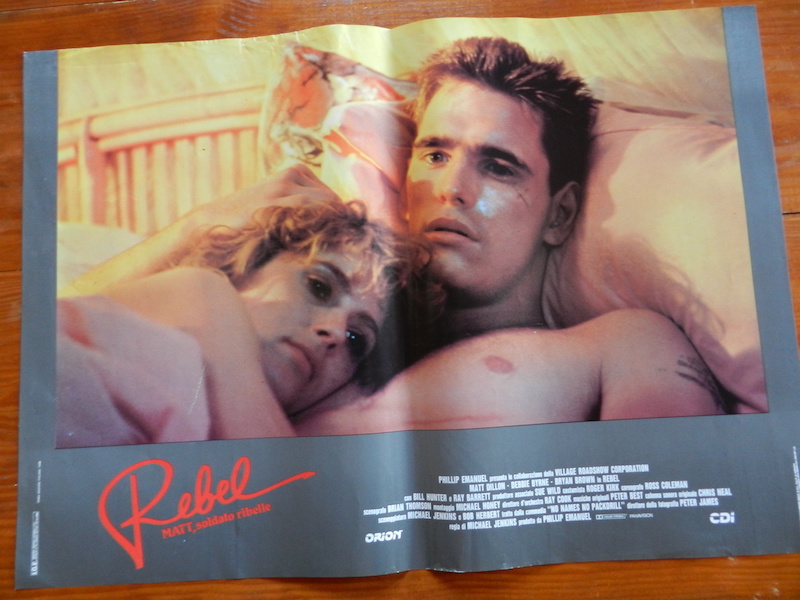 Rebel
MATT, soldato ribelle
PHILLIP EMANUEL presenta in collaborazione della VILLAGE ROADSHOW CORPORATION
MATT DILLON - DEBBIE BYRNE - BRYAN BROWN in REBEL
con BILL HUNTER e RAY BARRETT produttore associato SUE WILD costumista ROGER KIRK coreografo ROSS COLEMAN
scenografo BRIAN THOMSON montaggio MICHAEL HONEY direttore d'orchestra RAY COOK musiche originali PETER BEST colonna sonora originale CHRIS NEAL
sceneggiatura MICHAEL JENKINS e BOB HERBERT tratto dalla commedia "NO NAMES NO PACKDRILL" direttore della fotografia PETER JAMES
regia di MICHAEL JENKINS prodotto da PHILLIP EMANUEL
ORION
CDI